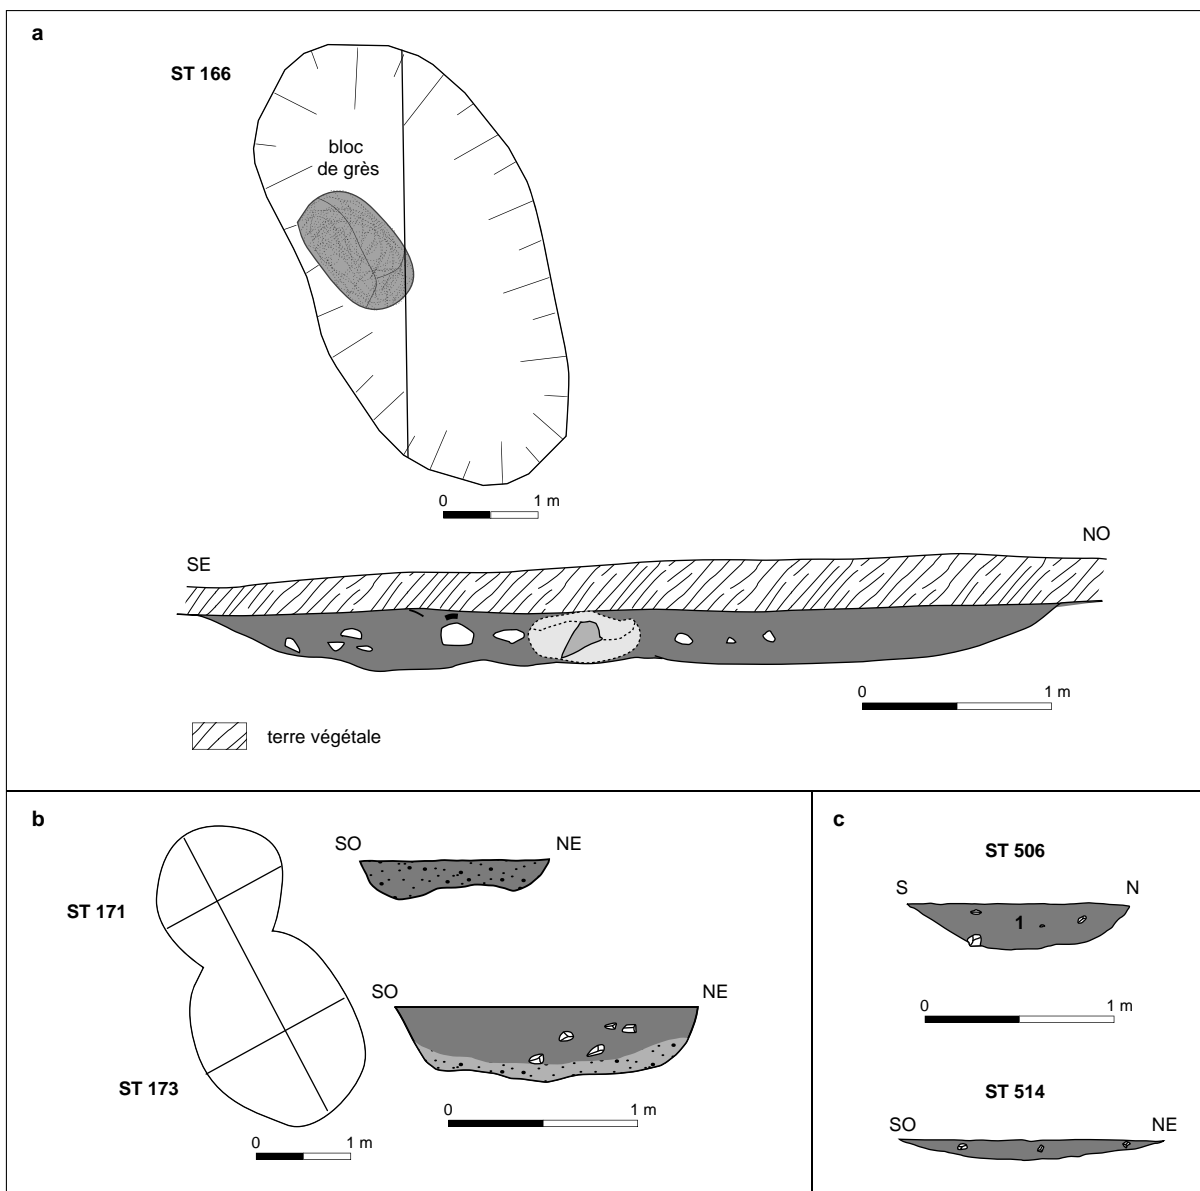 a
ST 166
bloc
de grès
0 1 m
SE NO
0 1 m
terre végétale
b
SO NE
ST 171
SO NE
ST 173
0 1 m
0 1 m
c
ST 506
S N
1
0 1 m
ST 514
SO NE